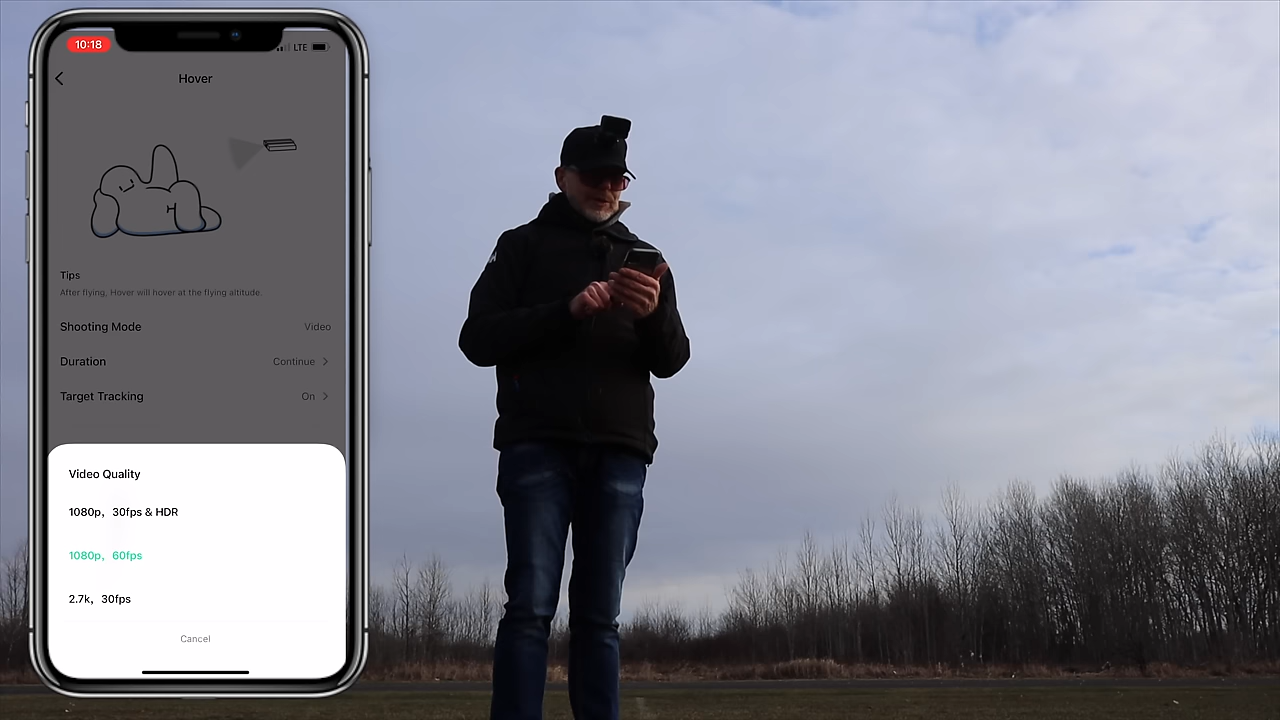 10:18
LTE
Hover
Tips
After flying, Hover will hover at the flying altitude.
Shooting Mode Video
Duration Continue
Target Tracking On
Video Quality
1080p, 30fps & HDR
1080p, 60fps
2.7k, 30fps
Cancel